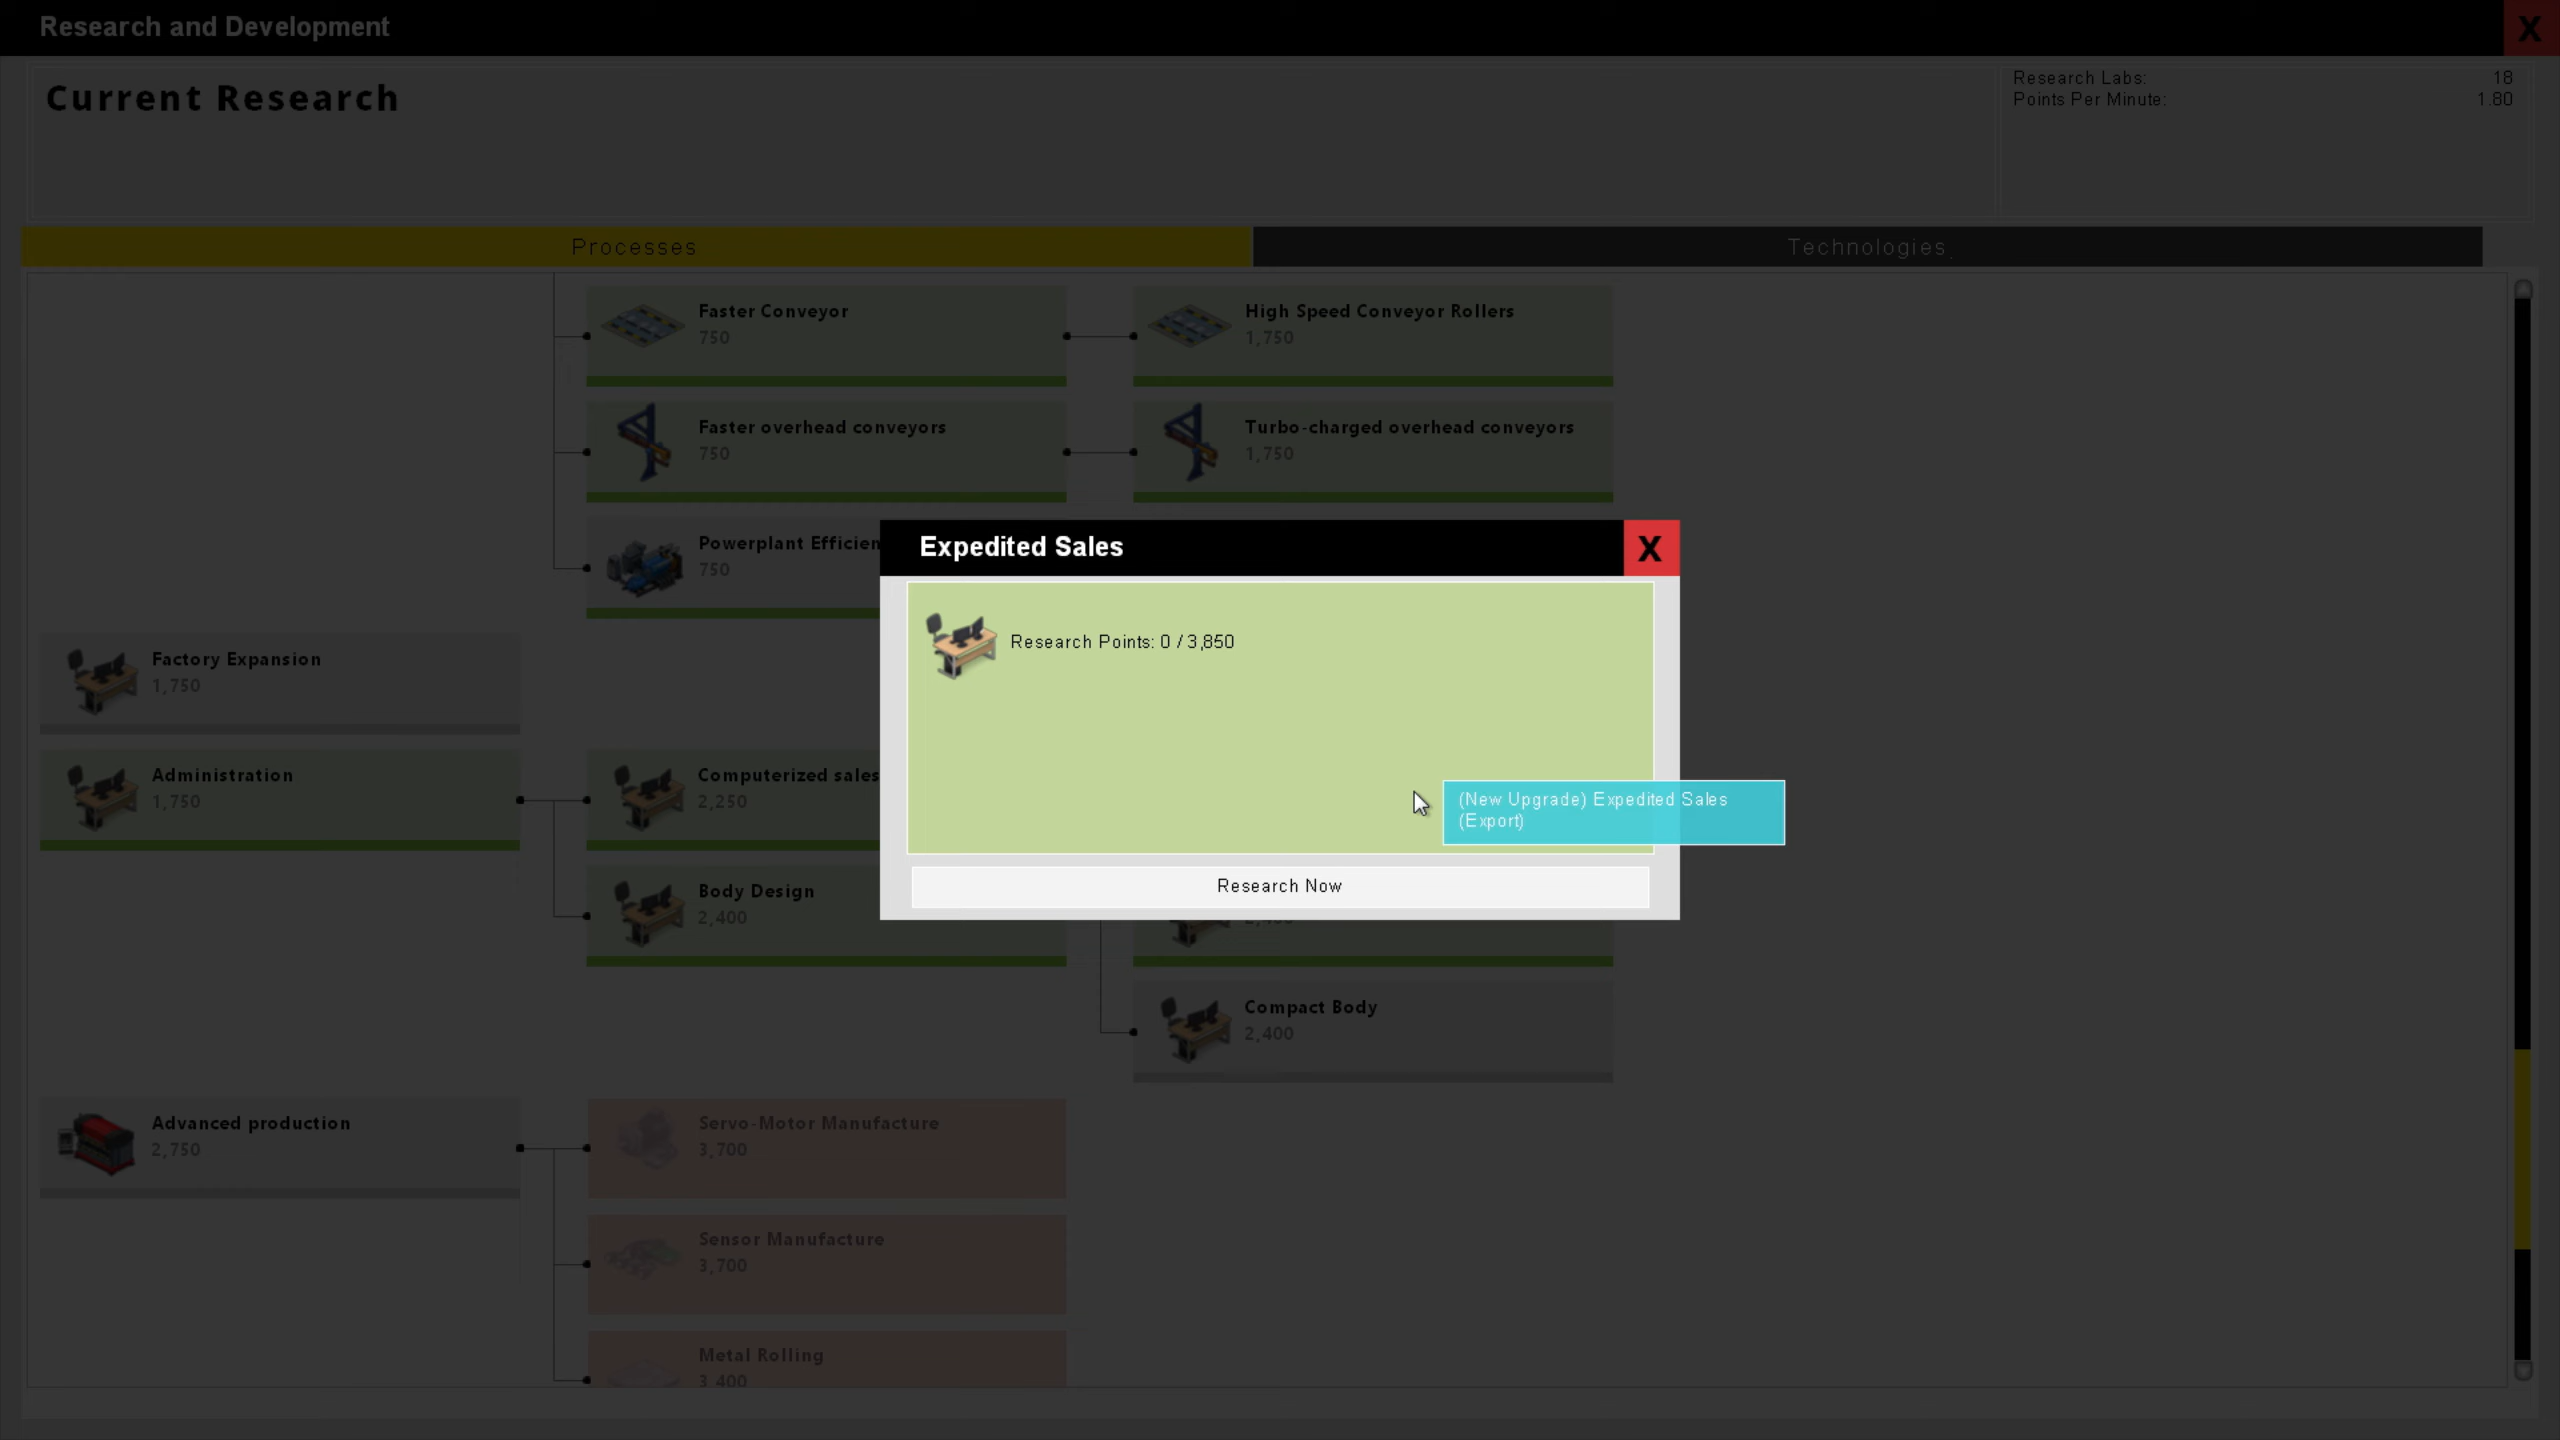 Research and Development
X
Current Research
Research Labs: 18
Points Per Minute: 1.80
Processes
Technologies
Faster Conveyor
750
High Speed Conveyor Rollers
1,750
Faster overhead conveyors
750
Turbo-charged overhead conveyors
1,750
Powerplant Efficien
750
Expedited Sales
X
Research Points: 0 / 3,850
(New Upgrade) Expedited Sales
(Export)
Research Now
Factory Expansion
1,750
Administration
1,750
Computerized sales
2,250
Body Design
2,400
2,400
Compact Body
2,400
Advanced production
2,750
Servo-Motor Manufacture
3,700
Sensor Manufacture
3,700
Metal Rolling
3,400